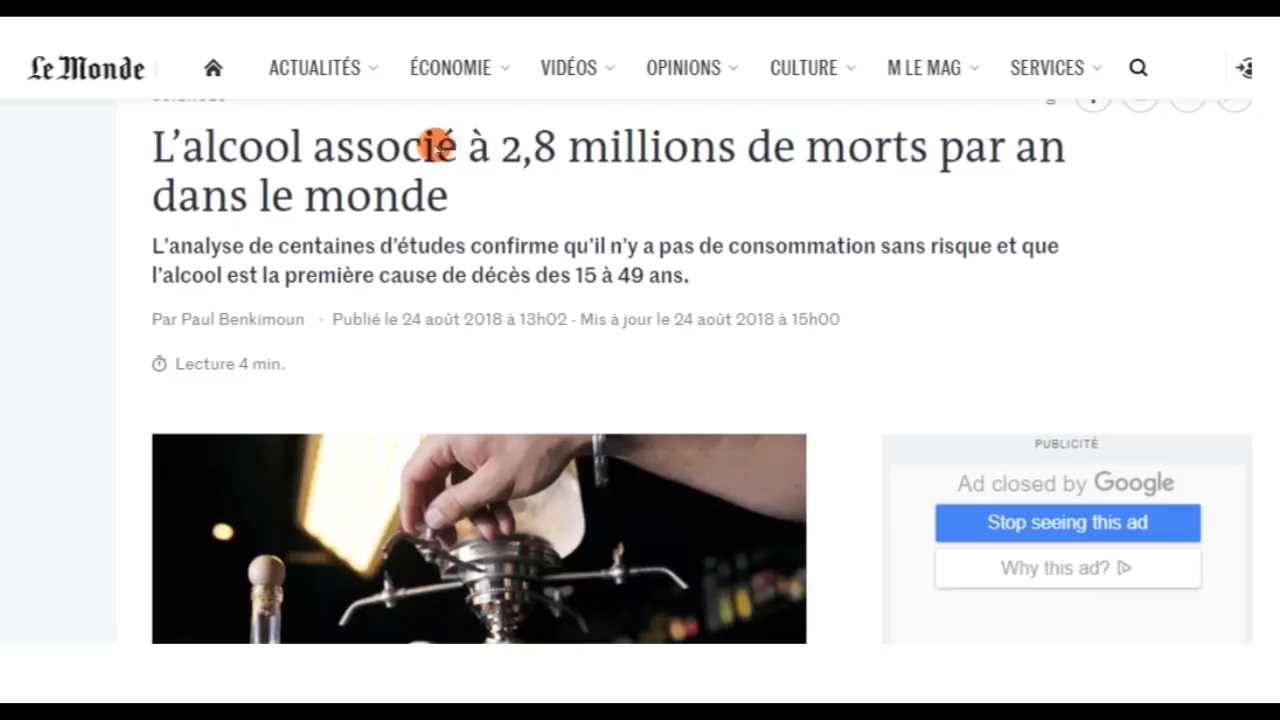 Le Monde
ACTUALITÉS ÉCONOMIE VIDÉOS OPINIONS CULTURE M LE MAG SERVICES
L'alcool associé à 2,8 millions de morts par an
dans le monde
L'analyse de centaines d'études confirme qu'il n'y a pas de consommation sans risque et que
l'alcool est la première cause de décès des 15 à 49 ans.
Par Paul Benkimoun • Publié le 24 août 2018 à 13h02 - Mis à jour le 24 août 2018 à 15h00
Lecture 4 min.
PUBLICITÉ
Ad closed by Google
Stop seeing this ad
Why this ad?